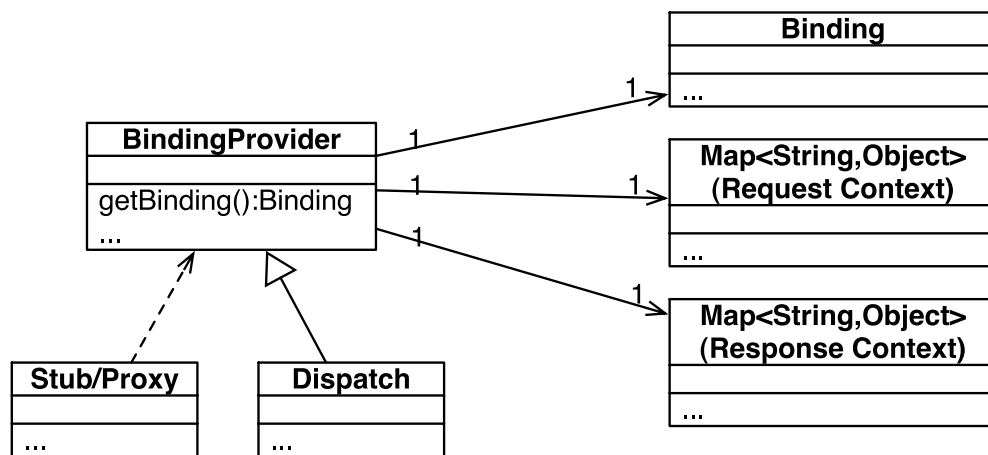 Binding
...
1
1
BindingProvider
getBinding():Binding
...
Map<String,Object>
(Request Context)
...
1
1
1
1
Map<String,Object>
(Response Context)
...
Stub/Proxy
...
Dispatch
...